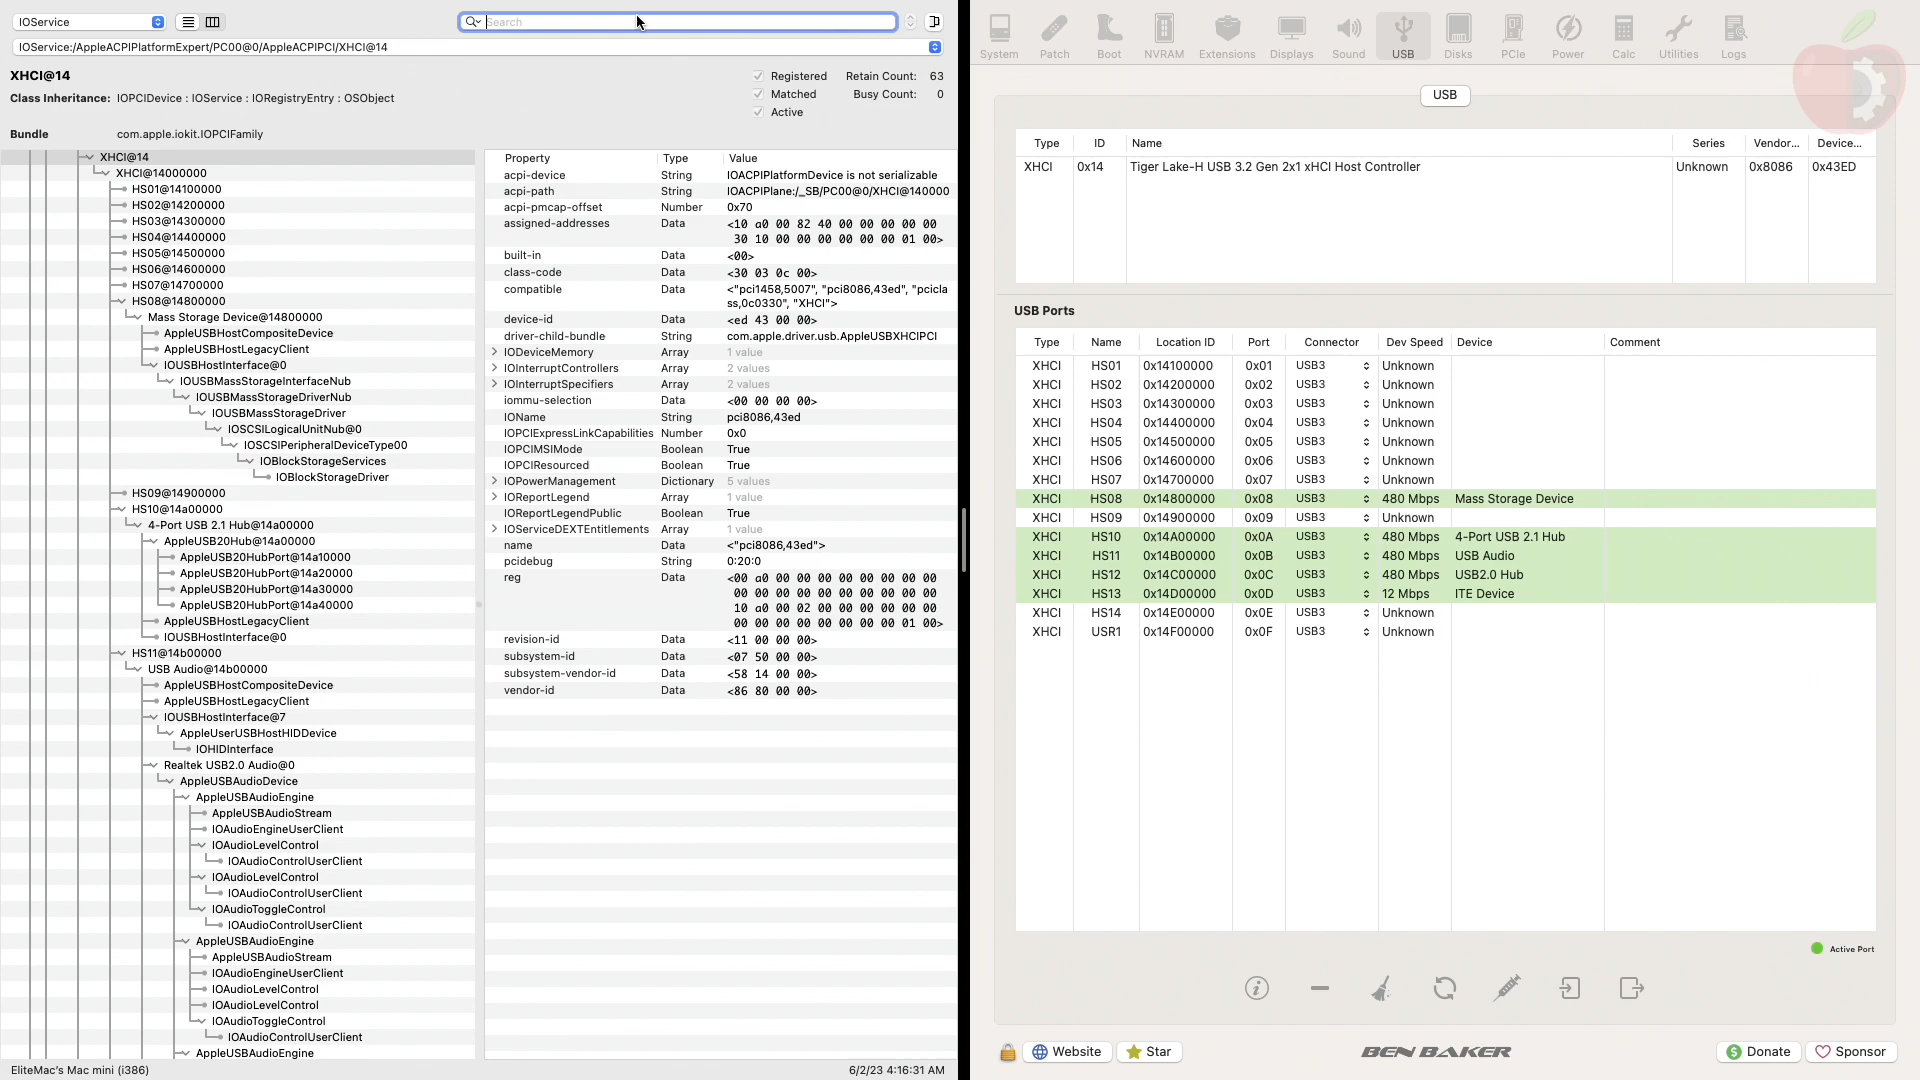 IOService
Search
IOService:/AppleACPIPlatformExpert/PC00@0/AppleACPIPCI/XHCI@14
XHCI@14
Registered
Retain Count: 63
Class Inheritance: IOPCIDevice : IOService : IORegistryEntry : OSObject
Matched
Busy Count: 0
Active
Bundle com.apple.iokit.IOPCIFamily
XHCI@14
XHCI@14000000
HS01@14100000
HS02@14200000
HS03@14300000
HS04@14400000
HS05@14500000
HS06@14600000
HS07@14700000
HS08@14800000
Mass Storage Device@14800000
AppleUSBHostCompositeDevice
AppleUSBHostLegacyClient
IOUSBHostInterface@0
IOUSBMassStorageInterfaceNub
IOUSBMassStorageDriverNub
IOUSBMassStorageDriver
IOSCSILogicalUnitNub@0
IOSCSIPeripheralDeviceType00
IOBlockStorageServices
IOBlockStorageDriver
HS09@14900000
HS10@14a00000
4-Port USB 2.1 Hub@14a00000
AppleUSB20Hub@14a00000
AppleUSB20HubPort@14a10000
AppleUSB20HubPort@14a20000
AppleUSB20HubPort@14a30000
AppleUSB20HubPort@14a40000
AppleUSBHostLegacyClient
IOUSBHostInterface@0
HS11@14b00000
USB Audio@14b00000
AppleUSBHostCompositeDevice
AppleUSBHostLegacyClient
IOUSBHostInterface@7
AppleUserUSBHostHIDDevice
IOHIDInterface
Realtek USB2.0 Audio@0
AppleUSBAudioDevice
AppleUSBAudioEngine
AppleUSBAudioStream
IOAudioEngineUserClient
IOAudioLevelControl
IOAudioControlUserClient
IOAudioLevelControl
IOAudioControlUserClient
IOAudioToggleControl
IOAudioControlUserClient
AppleUSBAudioEngine
AppleUSBAudioStream
IOAudioEngineUserClient
IOAudioLevelControl
IOAudioLevelControl
IOAudioToggleControl
IOAudioControlUserClient
AppleUSBAudioEngine
Property Type Value
acpi-device String IOACPIPlatformDevice is not serializable
acpi-path String IOACPIPlane:/_SB/PC00@0/XHCI@140000
acpi-pmcap-offset Number 0x70
assigned-addresses Data <10 a0 00 82 40 00 00 00 00 00
30 10 00 00 00 00 00 00 01 00>
built-in Data <00>
class-code Data <30 03 0c 00>
compatible Data <"pci1458,5007", "pci8086,43ed", "pcicla
ss,0c0330", "XHCI">
device-id Data <ed 43 00 00>
driver-child-bundle String com.apple.driver.usb.AppleUSBXHCIPCI
IODeviceMemory Array 1 value
IOInterruptControllers Array 2 values
IOInterruptSpecifiers Array 2 values
iommu-selection Data <00 00 00 00>
IOName String pci8086,43ed
IOPCIExpressLinkCapabilities Number 0x0
IOPCIMSIMode Boolean True
IOPCIResourced Boolean True
IOPowerManagement Dictionary 5 values
IOReportLegend Array 1 value
IOReportLegendPublic Boolean True
IOServiceDEXTEntitlements Array 1 value
name Data <"pci8086,43ed">
pcidebug String 0:20:0
reg Data <00 a0 00 00 00 00 00 00 00 00
00 00 00 00 00 00 00 00 00 00
10 a0 00 02 00 00 00 00 00 00
00 00 00 00 00 00 00 00 01 00>
revision-id Data <11 00 00 00>
subsystem-id Data <07 50 00 00>
subsystem-vendor-id Data <58 14 00 00>
vendor-id Data <86 80 00 00>
EliteMac's Mac mini (i386)
6/2/23 4:16:31 AM
System Patch Boot NVRAM Extensions Displays Sound USB Disks PCIe Power Calc Utilities Logs
USB
Type ID Name Series Vendor... Device...
XHCI 0x14 Tiger Lake-H USB 3.2 Gen 2x1 xHCI Host Controller Unknown 0x8086 0x43ED
USB Ports
Type Name Location ID Port Connector Dev Speed Device Comment
XHCI HS01 0x14100000 0x01 USB3 Unknown
XHCI HS02 0x14200000 0x02 USB3 Unknown
XHCI HS03 0x14300000 0x03 USB3 Unknown
XHCI HS04 0x14400000 0x04 USB3 Unknown
XHCI HS05 0x14500000 0x05 USB3 Unknown
XHCI HS06 0x14600000 0x06 USB3 Unknown
XHCI HS07 0x14700000 0x07 USB3 Unknown
XHCI HS08 0x14800000 0x08 USB3 480 Mbps Mass Storage Device
XHCI HS09 0x14900000 0x09 USB3 Unknown
XHCI HS10 0x14A00000 0x0A USB3 480 Mbps 4-Port USB 2.1 Hub
XHCI HS11 0x14B00000 0x0B USB3 480 Mbps USB Audio
XHCI HS12 0x14C00000 0x0C USB3 480 Mbps USB2.0 Hub
XHCI HS13 0x14D00000 0x0D USB3 12 Mbps ITE Device
XHCI HS14 0x14E00000 0x0E USB3 Unknown
XHCI USR1 0x14F00000 0x0F USB3 Unknown
Active Port
Website
Star
BEN BAKER
Donate
Sponsor